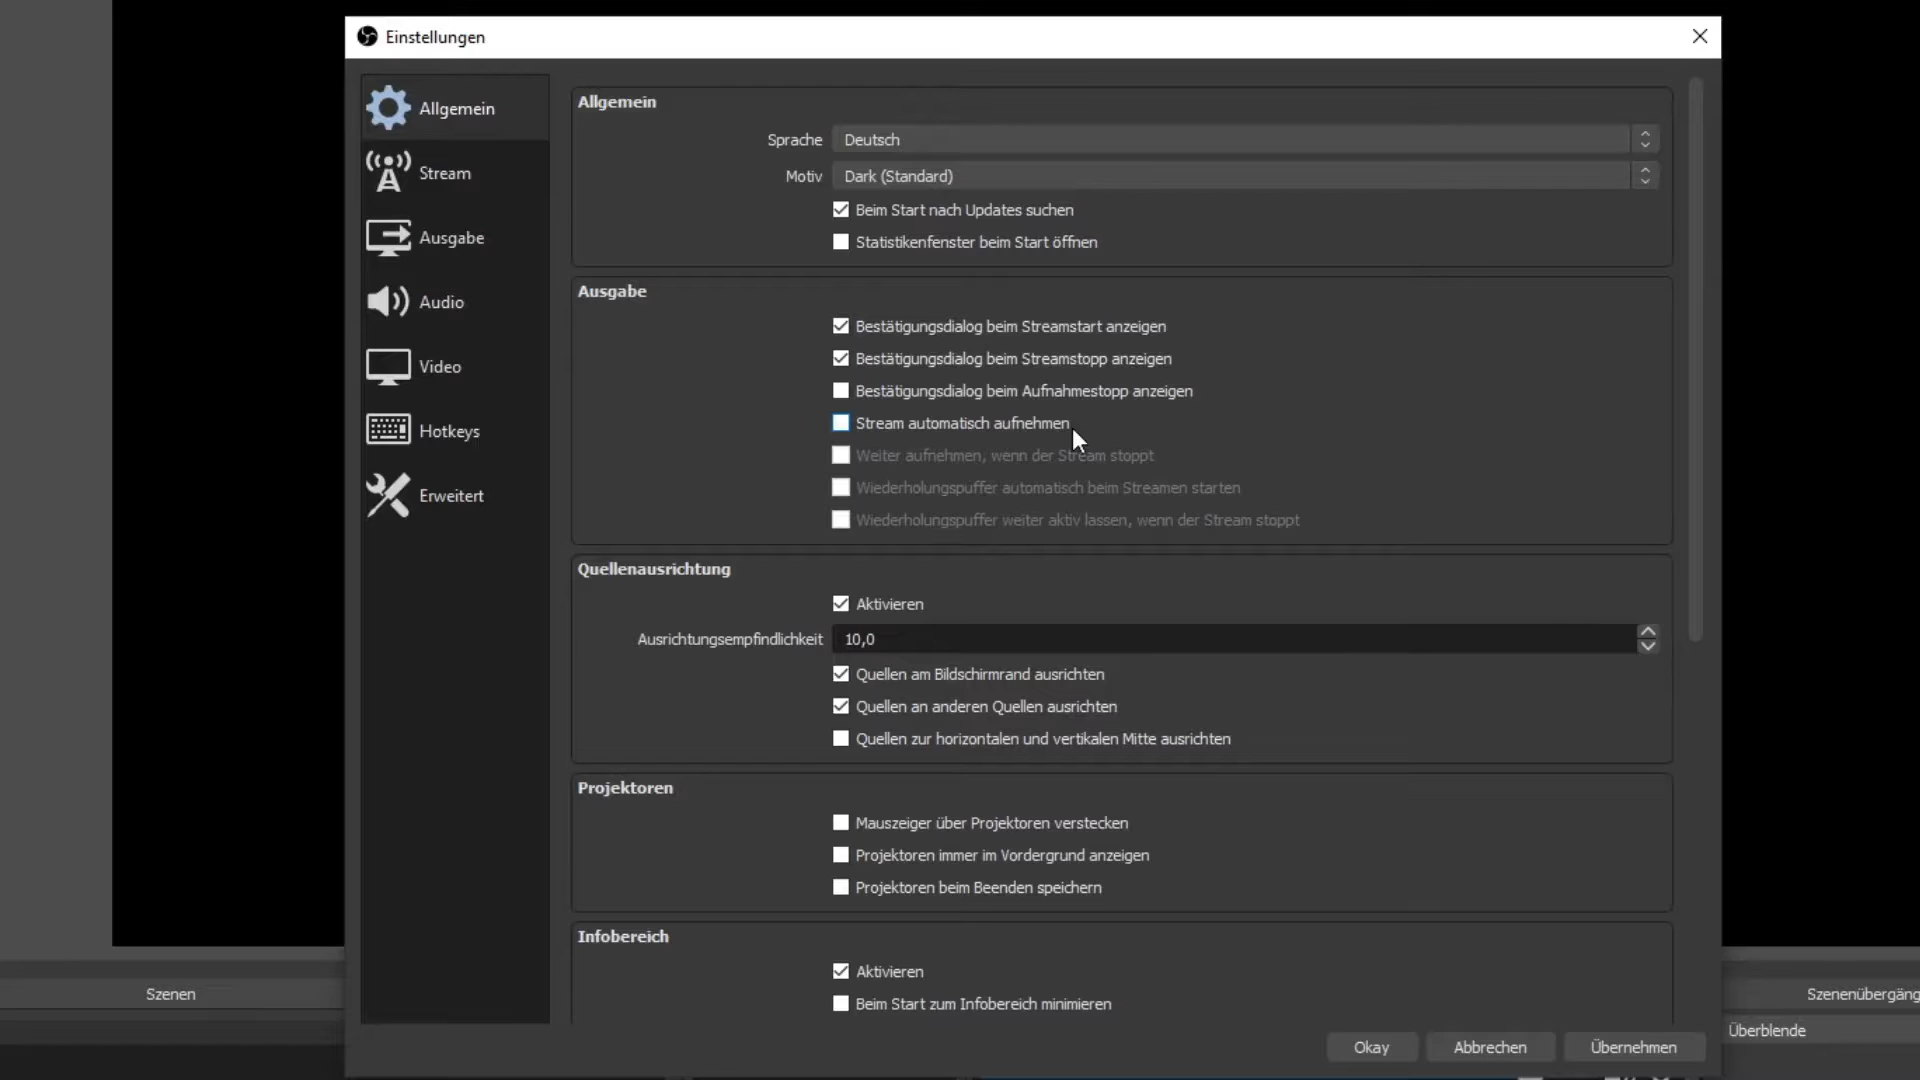 Einstellungen
Allgemein
Stream
Ausgabe
Audio
Video
Hotkeys
Erweitert
Allgemein
Sprache Deutsch
Motiv Dark (Standard)
Beim Start nach Updates suchen
Statistikenfenster beim Start öffnen
Ausgabe
Bestätigungsdialog beim Streamstart anzeigen
Bestätigungsdialog beim Streamstopp anzeigen
Bestätigungsdialog beim Aufnahmestopp anzeigen
Stream automatisch aufnehmen
Weiter aufnehmen, wenn der Stream stoppt
Wiederholungspuffer automatisch beim Streamen starten
Wiederholungspuffer weiter aktiv lassen, wenn der Stream stoppt
Quellenausrichtung
Aktivieren
Ausrichtungsempfindlichkeit 10,0
Quellen am Bildschirmrand ausrichten
Quellen an anderen Quellen ausrichten
Quellen zur horizontalen und vertikalen Mitte ausrichten
Projektoren
Mauszeiger über Projektoren verstecken
Projektoren immer im Vordergrund anzeigen
Projektoren beim Beenden speichern
Infobereich
Aktivieren
Beim Start zum Infobereich minimieren
Okay Abbrechen Übernehmen
Szenen
Szenenübergäng
Überblende